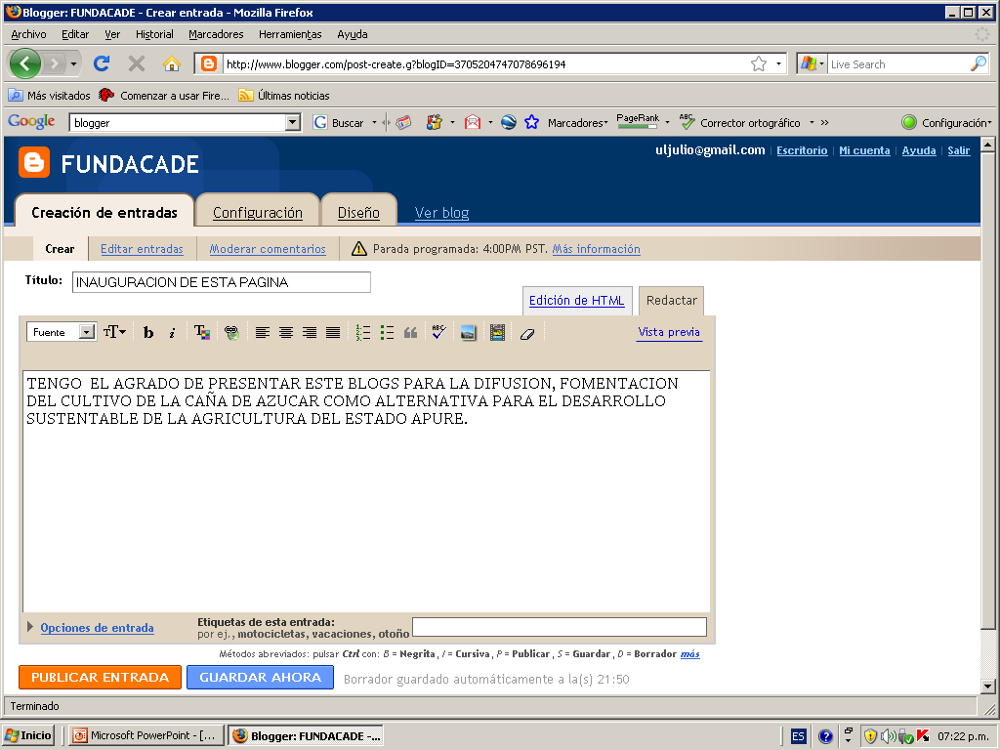 Blogger: FUNDACADE - Crear entrada - Mozilla Firefox
Archivo Editar Ver Historial Marcadores Herramientas Ayuda
http://www.blogger.com/post-create.g?blogID=3705204747078696194
Live Search
Más visitados Comenzar a usar Fire... Últimas noticias
Google blogger Buscar Marcadores PageRank Corrector ortográfico » Configuración
FUNDACADE
uljulio@gmail.com | Escritorio | Mi cuenta | Ayuda | Salir
Creación de entradas Configuración Diseño Ver blog
Crear Editar entradas Moderar comentarios Parada programada: 4:00PM PST. Más información
Título: INAUGURACION DE ESTA PAGINA
Edición de HTML Redactar
Fuente b i ABC Vista previa
TENGO EL AGRADO DE PRESENTAR ESTE BLOGS PARA LA DIFUSION, FOMENTACION
DEL CULTIVO DE LA CAÑA DE AZUCAR COMO ALTERNATIVA PARA EL DESARROLLO
SUSTENTABLE DE LA AGRICULTURA DEL ESTADO APURE.
Opciones de entrada
Etiquetas de esta entrada:
por ej., motocicletas, vacaciones, otoño
Métodos abreviados: pulsar Ctrl con: B = Negrita, I = Cursiva, P = Publicar, S = Guardar, D = Borrador más
PUBLICAR ENTRADA GUARDAR AHORA Borrador guardado automáticamente a la(s) 21:50
Terminado
Inicio Microsoft PowerPoint - [... Blogger: FUNDACADE -... ES 07:22 p.m.